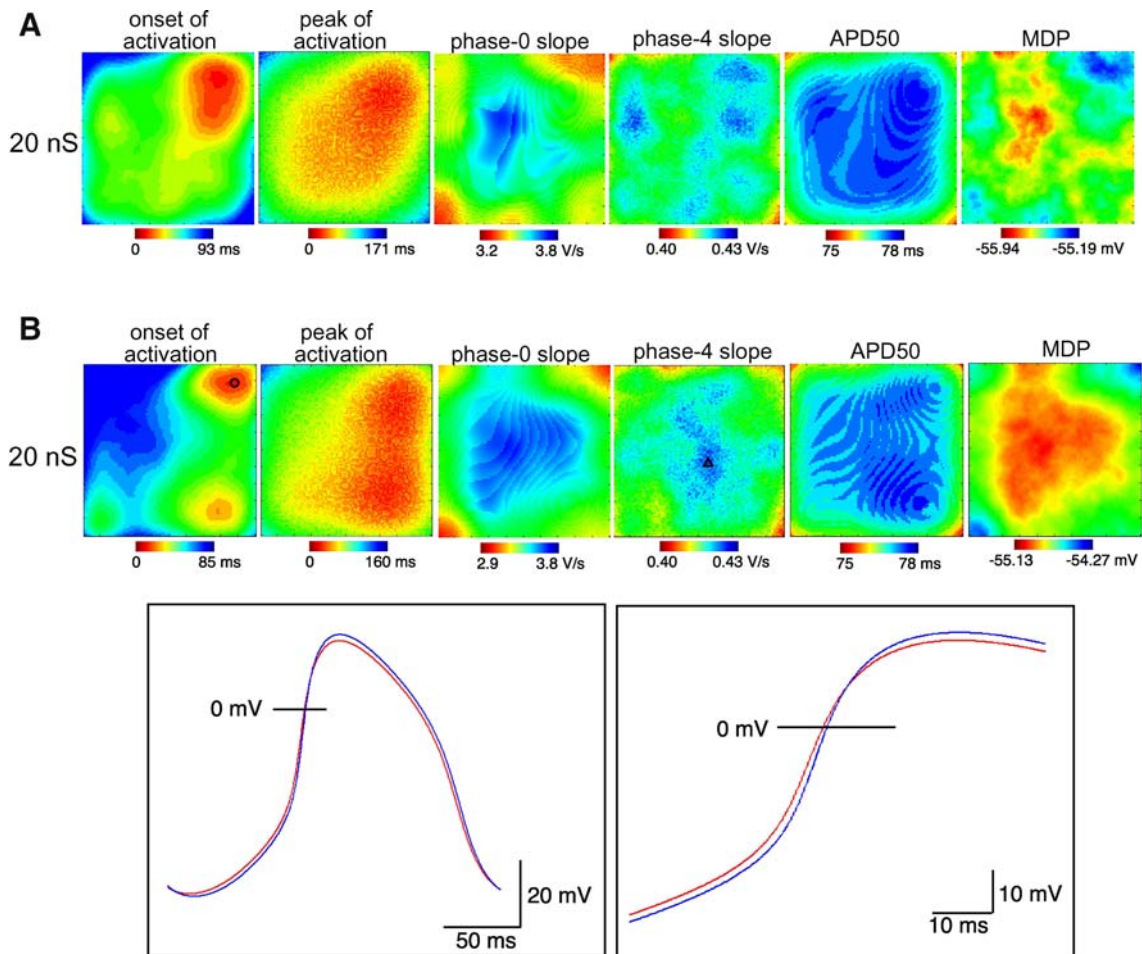 A
onset of activation
peak of activation
phase-0 slope
phase-4 slope
APD50
MDP
20 nS
0 93 ms
0 171 ms
3.2 3.8 V/s
0.40 0.43 V/s
75 78 ms
-55.94 -55.19 mV
B
onset of activation
peak of activation
phase-0 slope
phase-4 slope
APD50
MDP
20 nS
0 85 ms
0 160 ms
2.9 3.8 V/s
0.40 0.43 V/s
75 78 ms
-55.13 -54.27 mV
0 mV
20 mV
50 ms
0 mV
10 mV
10 ms